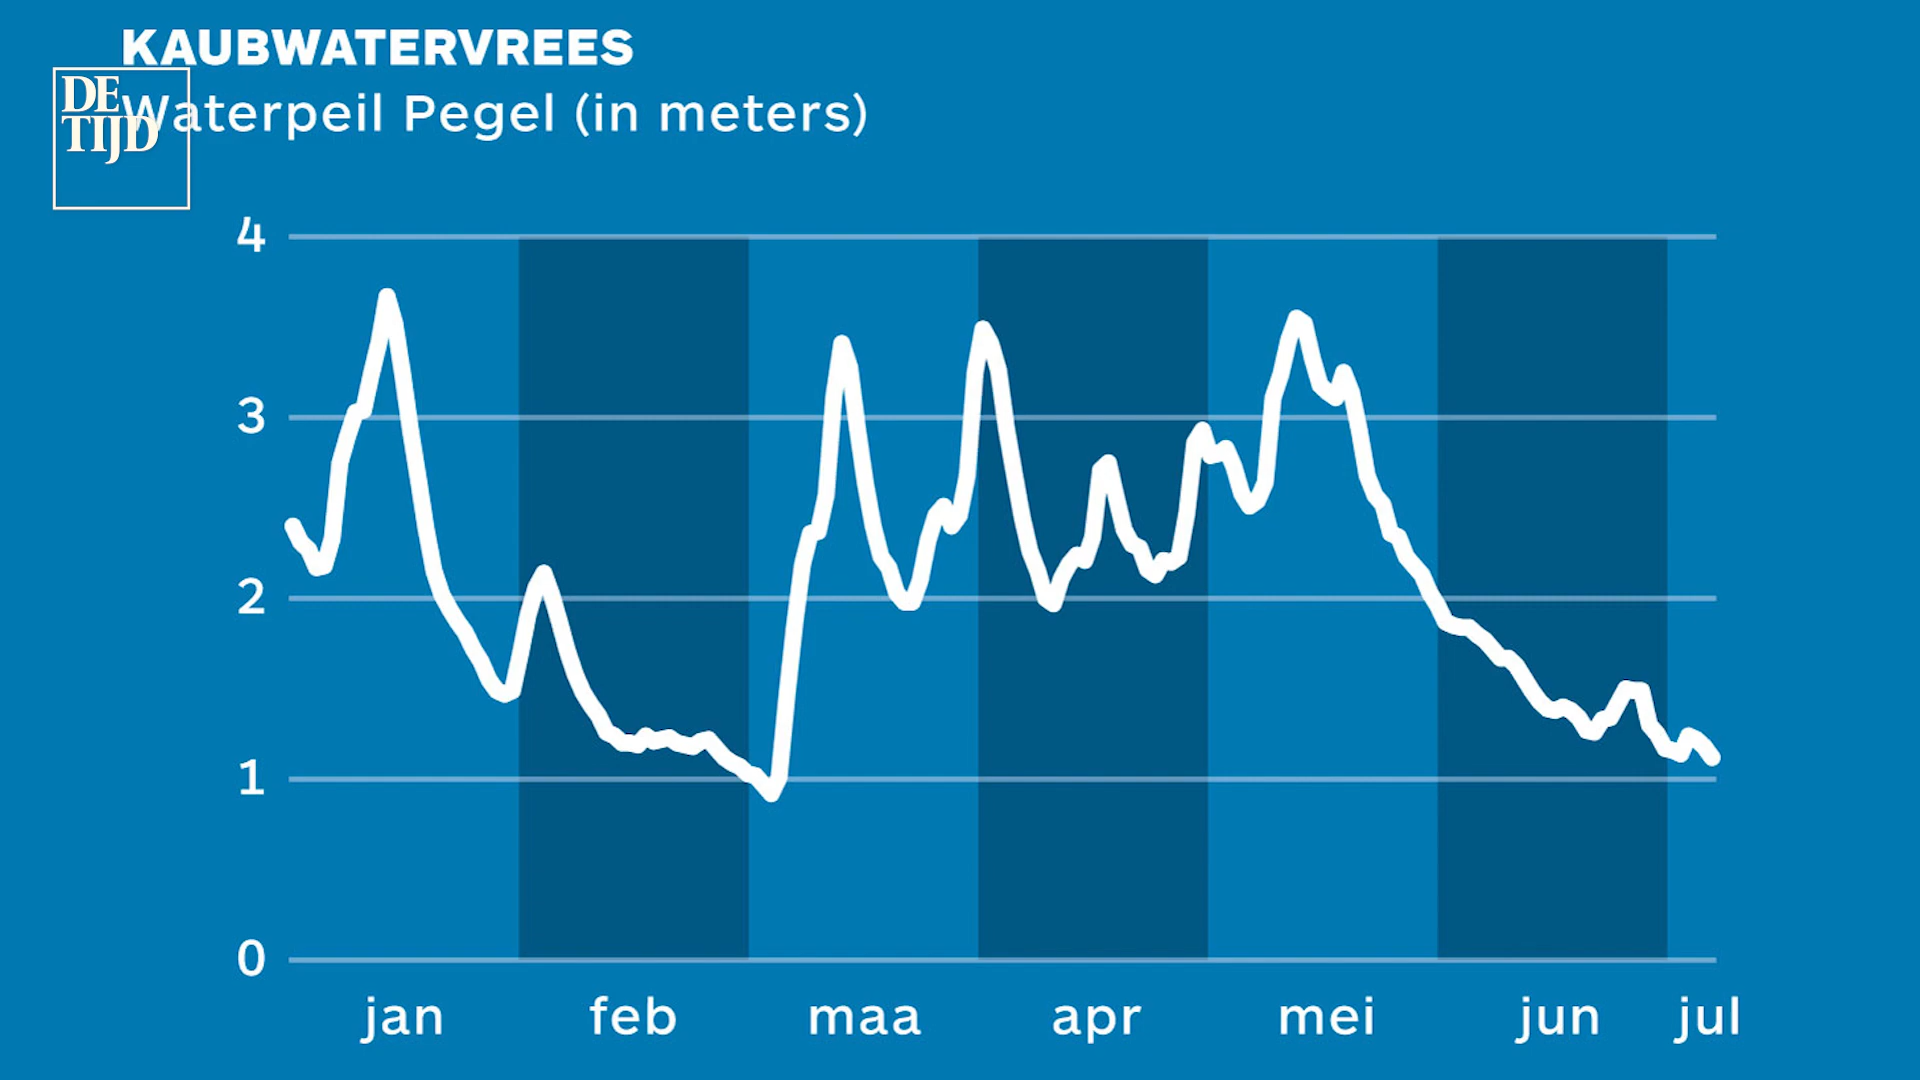 KAUBWATERVREES
Waterpeil Pegel (in meters)
DE
TIJD
4
3
2
1
0
jan feb maa apr mei jun jul